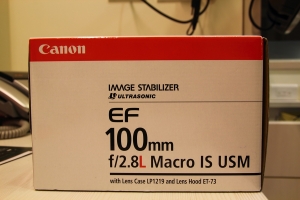 Canon
IMAGE STABILIZER
ULTRASONIC
EF
100mm
f/2.8L Macro IS USM
with Lens Case LP1219 and Lens Hood ET-73